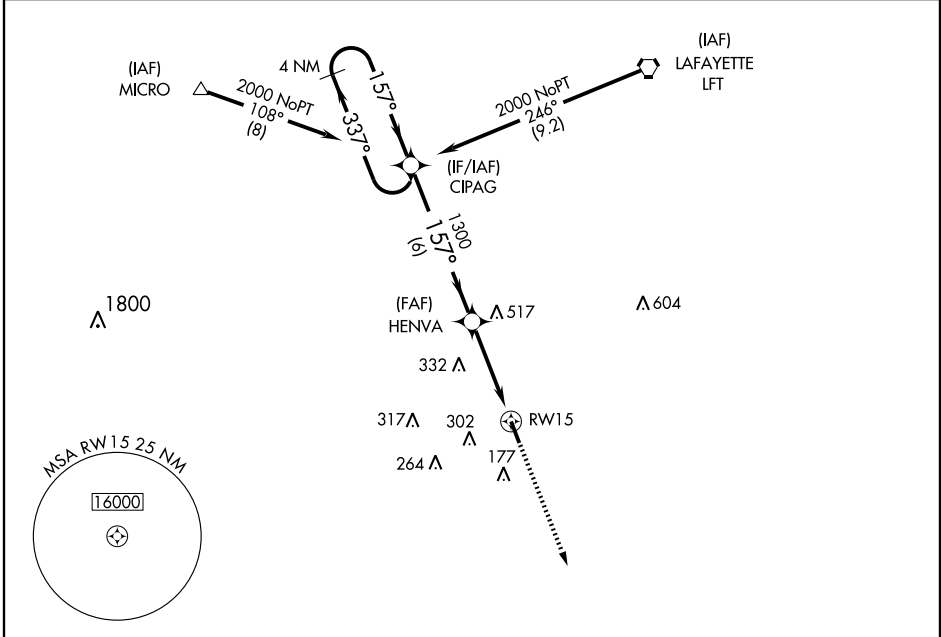 (IAF)
MICRO
2000 NoPT
108°
(8)
4 NM
157°
337°
(IAF)
LAFAYETTE
LFT
2000 NoPT
246°
(9.2)
(IF/IAF)
CIPAG
1300
157°
(6)
1800
(FAF)
HENVA
517
604
332
317
302
RW15
264
177
MSA RW15 25 NM
16000